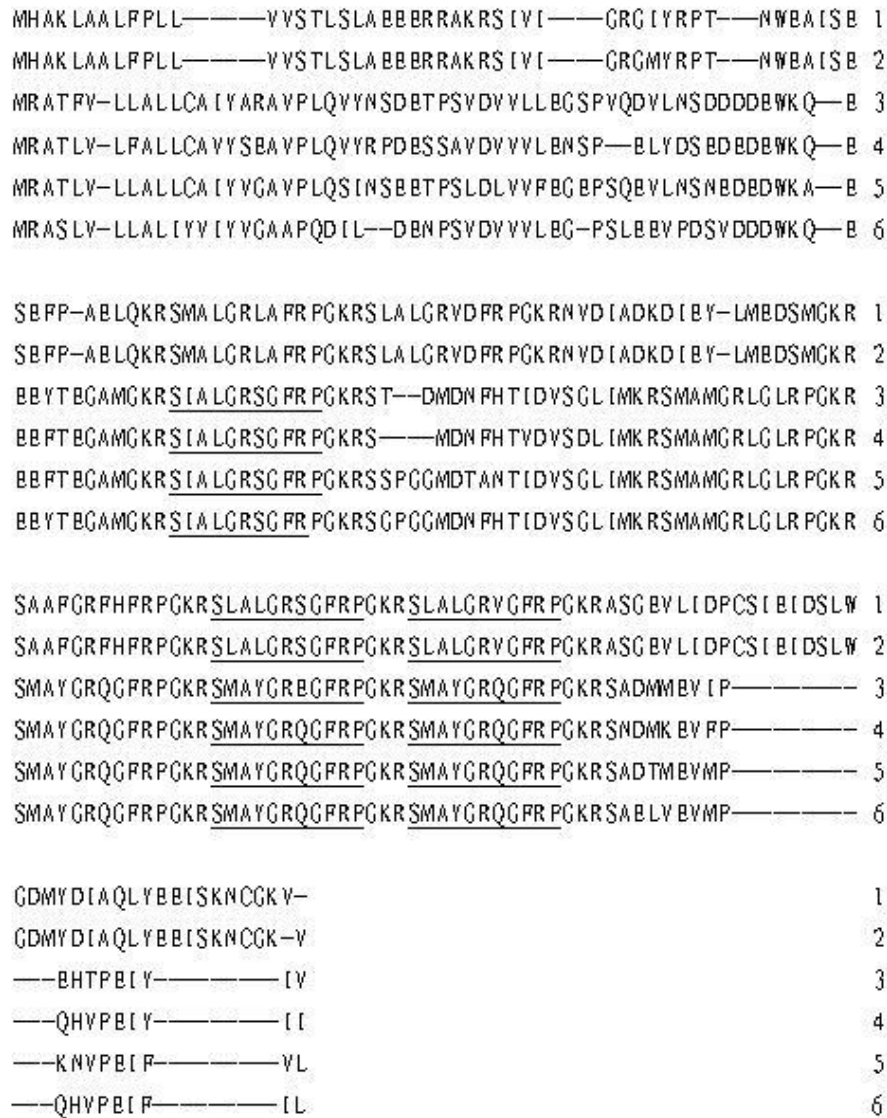 MHAKLAALFPLL------VVSTLSLAEEERRAKRSIVI----GRGIYRPT---NWEAISE 1
MHAKLAALFPLL------VVSTLSLAEEERRAKRSIVI----GRGMYRPT---NWEAISE 2
MRATFV-LLALLCAIYARAVPLQVYNSDETPSVDVVLLEGSPVQDVLNSDDDDEWKQ--E 3
MRATLV-LFALLCAVYSEAVPLQVYRPDESSAVDVVVLENSP--ELYDSEDEDEWKQ--E 4
MRATLV-LLALLCAIYVGAVPLQSINSEETPSLDLVVFEGEPSQEVLNSNEDEDWKA--E 5
MRASLV-LLALIYVIYVGAAPQDIL--DENPSVDVVVLEG-PSLEEVPDSVDDDWKQ--E 6
SEFP-AELQKRSMALGRLAFRPGKRSLALGRVDFRPGKRNVDIADKDIEY-LMEDSMGKR 1
SEFP-AELQKRSMALGRLAFRPGKRSLALGRVDFRPGKRNVDIADKDIEY-LMEDSMGKR 2
EEYTEGAMGKRSIALGRSGFRPGKRST--DMDNFHTIDVSGLIMKRSMAMGRLGLRPGKR 3
EEFTEGAMGKRSIALGRSGFRPGKRS----MDNFHTVDVSDLIMKRSMAMGRLGLRPGKR 4
EEFTEGAMGKRSIALGRSGFRPGKRSSPGGMDTANTIDVSGLIMKRSMAMGRLGLRPGKR 5
EEYTEGAMGKRSIALGRSGFRPGKRSGPGGMDNFHTIDVSGLIMKRSMAMGRLGLRPGKR 6
SAAFGRFHFRPGKRSLALGRSGFRPGKRSLALGRVGFRPGKRASGEVLIDPCSIEIDSLW 1
SAAFGRFHFRPGKRSLALGRSGFRPGKRSLALGRVGFRPGKRASGEVLIDPCSIEIDSLW 2
SMAYGRQGFRPGKRSMAYGREGFRPGKRSMAYGRQGFRPGKRSADMMEVIP--------- 3
SMAYGRQGFRPGKRSMAYGRQGFRPGKRSMAYGRQGFRPGKRSNDMKEVFP--------- 4
SMAYGRQGFRPGKRSMAYGRQGFRPGKRSMAYGRQGFRPGKRSADTMEVMP--------- 5
SMAYGRQGFRPGKRSMAYGRQGFRPGKRSMAYGRQGFRPGKRSAELVEVMP--------- 6
GDMYDIAQLYEEISKNCGKV- 1
GDMYDIAQLYEEISKNCGK-V 2
---EHTPEIY---------IV 3
---QHVPEIY---------II 4
---KNVPEIF---------VL 5
---QHVPEIF---------IL 6